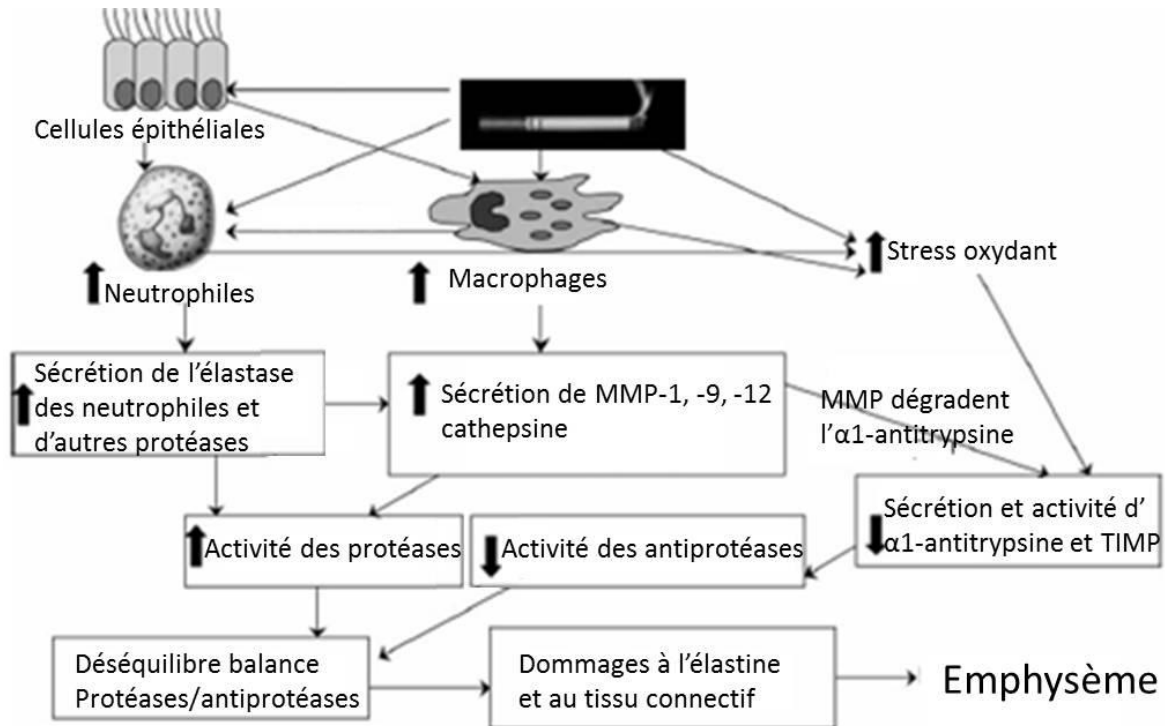 Cellules épithéliales
Neutrophiles
Macrophages
Stress oxydant
Sécrétion de l'élastase
des neutrophiles et
d'autres protéases
Sécrétion de MMP-1, -9, -12
cathepsine
MMP dégradent
l'α1-antitrypsine
Sécrétion et activité d'
α1-antitrypsine et TIMP
Activité des protéases
Activité des antiprotéases
Déséquilibre balance
Protéases/antiprotéases
Dommages à l'élastine
et au tissu connectif
Emphysème